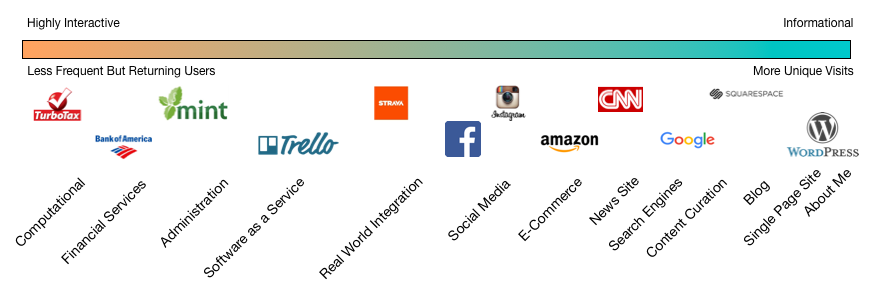 Highly Interactive
Informational
Less Frequent But Returning Users
More Unique Visits
TurboTax
mint
STRAVA
Instagram
CNN
SQUARESPACE
Bank of America
Trello
f
amazon
Google
W
WORDPRESS
Computational
Financial Services
Administration
Software as a Service
Real World Integration
Social Media
E-Commerce
News Site
Search Engines
Content Curation
Blog
Single Page Site
About Me